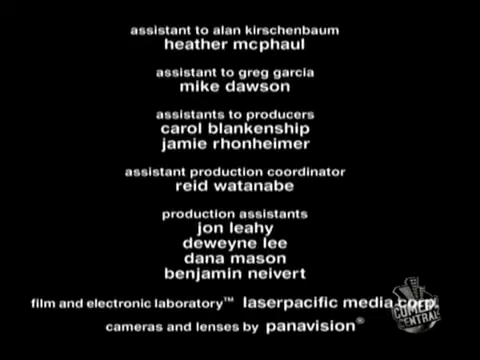 assistant to alan kirschenbaum
heather mcphaul
assistant to greg garcia
mike dawson
assistants to producers
carol blankenship
jamie rhonheimer
assistant production coordinator
reid watanabe
production assistants
jon leahy
deweyne lee
dana mason
benjamin neivert
film and electronic laboratory™ laserpacific media corp.
cameras and lenses by panavision®
COMEDY
CENTRAL